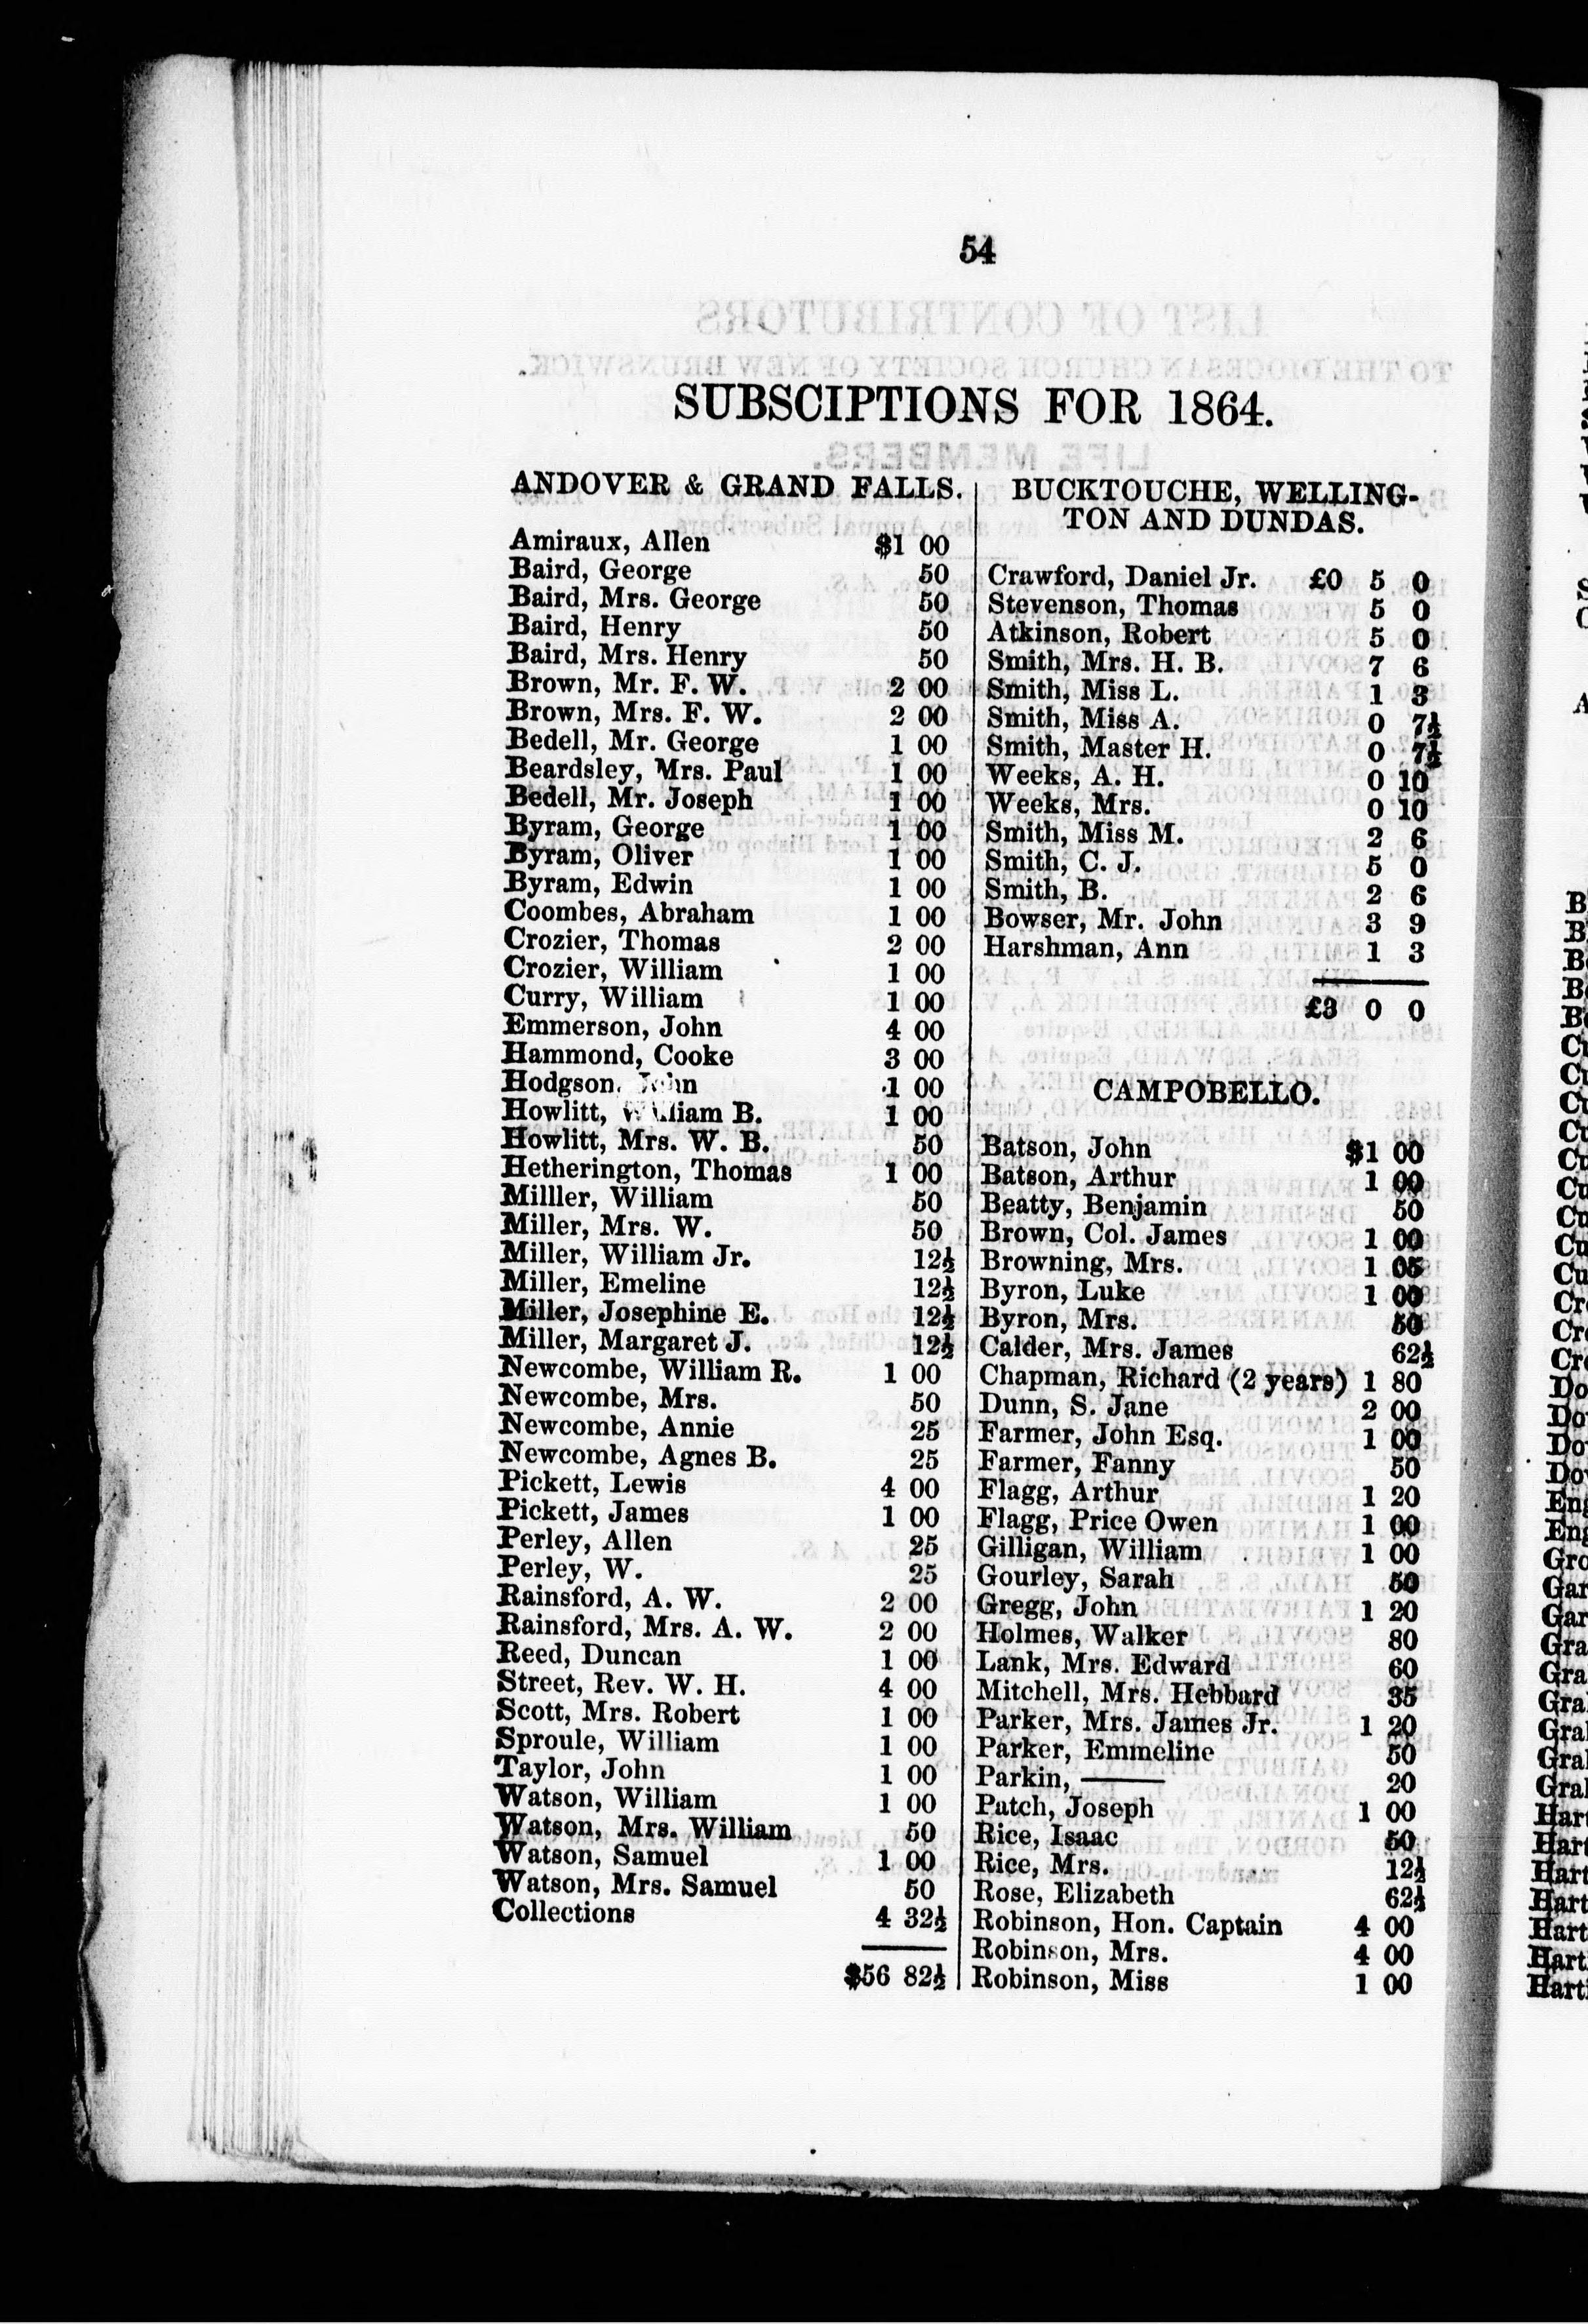 54
SUBSCIPTIONS FOR 1864.
ANDOVER & GRAND FALLS.
Amiraux, Allen $1 00
Baird, George 50
Baird, Mrs. George 50
Baird, Henry 50
Baird, Mrs. Henry 50
Brown, Mr. F. W. 2 00
Brown, Mrs. F. W. 2 00
Bedell, Mr. George 1 00
Beardsley, Mrs. Paul 1 00
Bedell, Mr. Joseph 1 00
Byram, George 1 00
Byram, Oliver 1 00
Byram, Edwin 1 00
Coombes, Abraham 1 00
Crozier, Thomas 2 00
Crozier, William 1 00
Curry, William 1 00
Emmerson, John 4 00
Hammond, Cooke 3 00
Hodgson, John 1 00
Howlitt, William B. 1 00
Howlitt, Mrs. W. B. 50
Hetherington, Thomas 1 00
Milller, William 50
Miller, Mrs. W. 50
Miller, William Jr. 12½
Miller, Emeline 12½
Miller, Josephine E. 12½
Miller, Margaret J. 12½
Newcombe, William R. 1 00
Newcombe, Mrs. 50
Newcombe, Annie 25
Newcombe, Agnes B. 25
Pickett, Lewis 4 00
Pickett, James 1 00
Perley, Allen 25
Perley, W. 25
Rainsford, A. W. 2 00
Rainsford, Mrs. A. W. 2 00
Reed, Duncan 1 00
Street, Rev. W. H. 4 00
Scott, Mrs. Robert 1 00
Sproule, William 1 00
Taylor, John 1 00
Watson, William 1 00
Watson, Mrs. William 50
Watson, Samuel 1 00
Watson, Mrs. Samuel 50
Collections 4 32½
$56 82½
BUCKTOUCHE, WELLING-
TON AND DUNDAS.
Crawford, Daniel Jr. £0 5 0
Stevenson, Thomas 5 0
Atkinson, Robert 5 0
Smith, Mrs. H. B. 7 6
Smith, Miss L. 1 3
Smith, Miss A. 0 7½
Smith, Master H. 0 7½
Weeks, A. H. 0 10
Weeks, Mrs. 0 10
Smith, Miss M. 2 6
Smith, C. J. 5 0
Smith, B. 2 6
Bowser, Mr. John 3 9
Harshman, Ann 1 3
£3 0 0
CAMPOBELLO.
Batson, John $1 00
Batson, Arthur 1 00
Beatty, Benjamin 50
Brown, Col. James 1 00
Browning, Mrs. 1 05
Byron, Luke 1 00
Byron, Mrs. 50
Calder, Mrs. James 62½
Chapman, Richard (2 years) 1 80
Dunn, S. Jane 2 00
Farmer, John Esq. 1 00
Farmer, Fanny 50
Flagg, Arthur 1 20
Flagg, Price Owen 1 00
Gilligan, William 1 00
Gourley, Sarah 50
Gregg, John 1 20
Holmes, Walker 80
Lank, Mrs. Edward 60
Mitchell, Mrs. Hebbard 35
Parker, Mrs. James Jr. 1 20
Parker, Emmeline 50
Parkin, —— 20
Patch, Joseph 1 00
Rice, Isaac 50
Rice, Mrs. 12½
Rose, Elizabeth 62½
Robinson, Hon. Captain 4 00
Robinson, Mrs. 4 00
Robinson, Miss 1 00